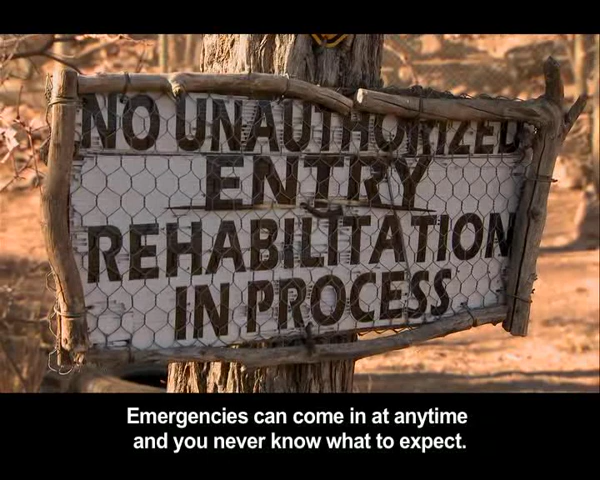 NO UNAUTHORIZED
ENTRY
REHABILITATION
IN PROCESS
Emergencies can come in at anytime
and you never know what to expect.